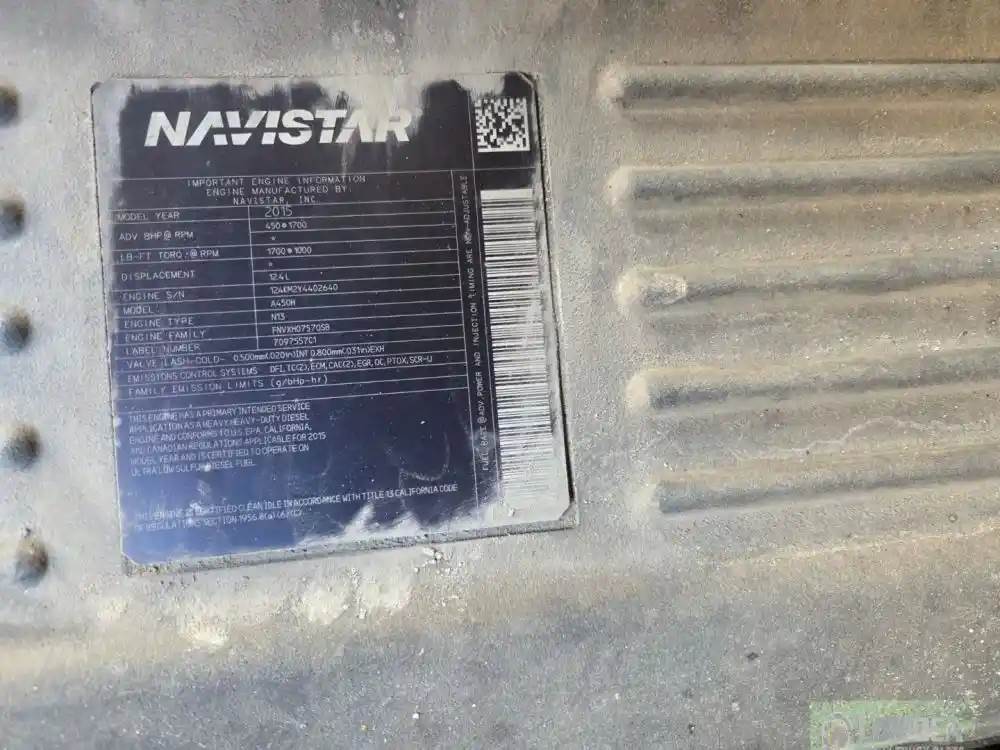 NAVISTAR
IMPORTANT ENGINE INFORMATION
ENGINE MANUFACTURED BY:
NAVISTAR, INC
MODEL YEAR 2015
ADV BHP@RPM 450@1700
*
LB-FT TORQ.@RPM 1700@1000
*
DISPLACEMENT 12.4L
ENGINE S/N 124KM2Y4402640
MODEL A450H
ENGINE TYPE N13
ENGINE FAMILY FNVXH0757OSB
LABEL NUMBER 7097557C1
VALVE LASH-COLD- 0.500mm(.020in)INT 0.800mm(.031in)EXH
EMISSIONS CONTROL SYSTEMS DFI,TC(2),ECM,CAC(2),EGR,OC,PTOX,SCR-U
FAMILY EMISSION LIMITS (g/bHp-hr)
THIS ENGINE HAS A PRIMARY INTENDED SERVICE
APPLICATION AS A HEAVY HEAVY-DUTY DIESEL
ENGINE AND CONFORMS TO U.S. EPA, CALIFORNIA,
AND CANADIAN REGULATIONS APPLICABLE FOR 2015
MODEL YEAR AND IS CERTIFIED TO OPERATE ON
ULTRA LOW SULFUR DIESEL FUEL.
THIS ENGINE IS CERTIFIED CLEAN IDLE IN ACCORDANCE WITH TITLE 13 CALIFORNIA CODE
OF REGULATIONS SECTION 1956.8(a)(6)(C).
FUEL RATE @ ADV. POWER AND INJECTION TIMING ARE NON-ADJUSTABLE